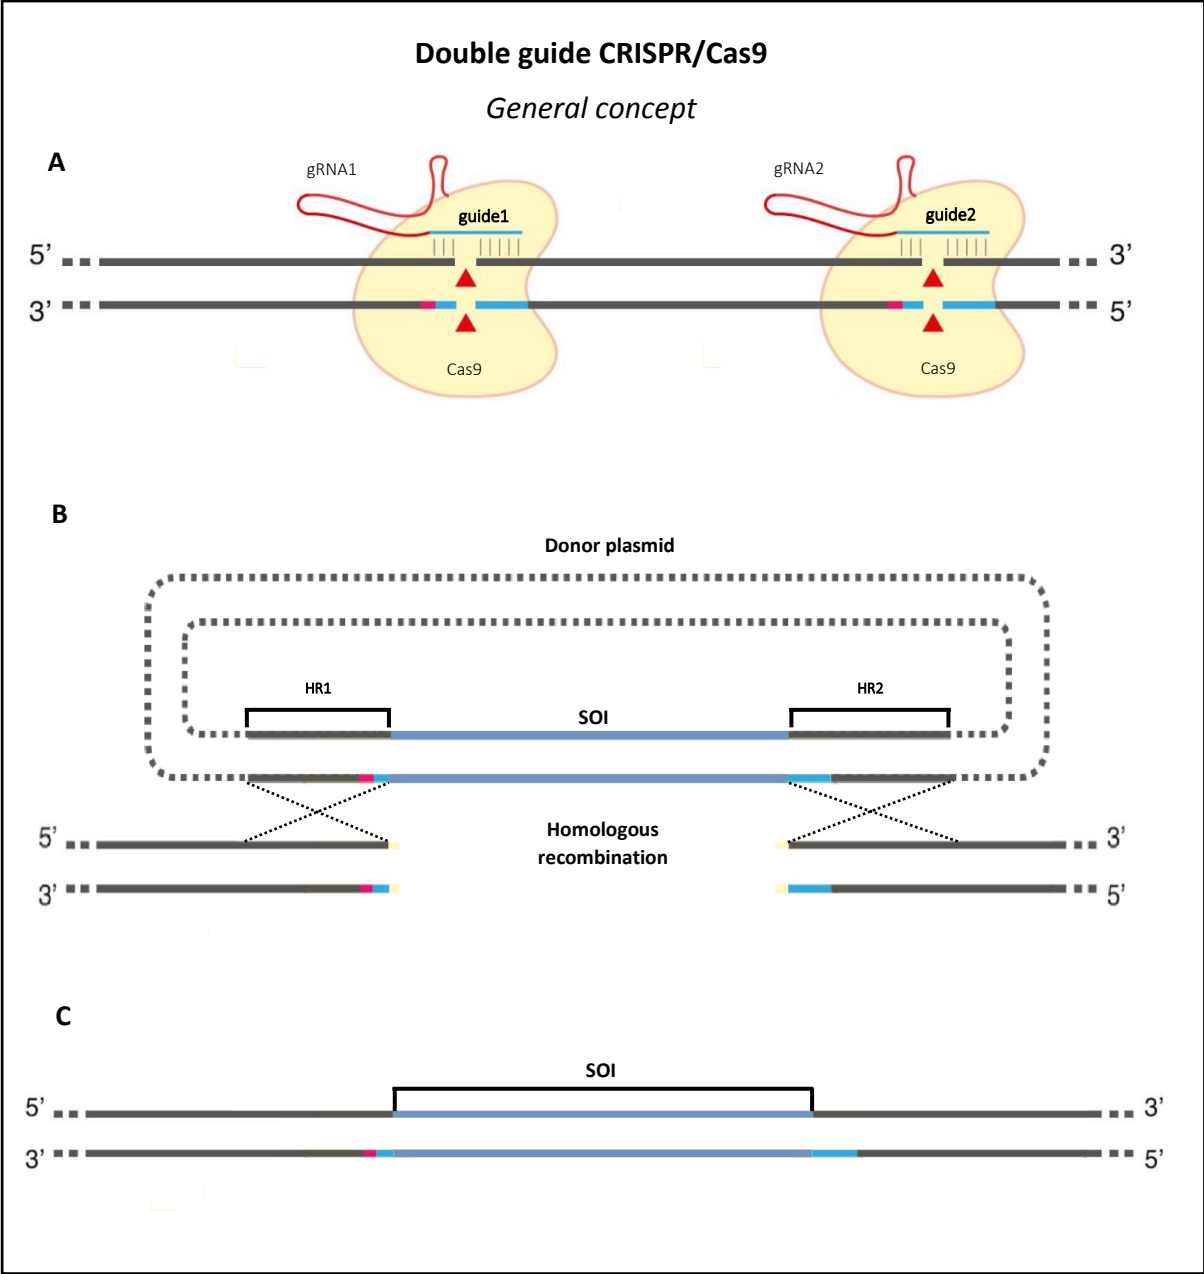 Double guide CRISPR/Cas9
General concept
A
gRNA1
gRNA2
guide1
guide2
5’
3’
3’
5’
Cas9
Cas9
B
Donor plasmid
HR1
HR2
SOI
5’
3’
Homologous
recombination
3’
5’
C
SOI
5’
3’
3’
5’